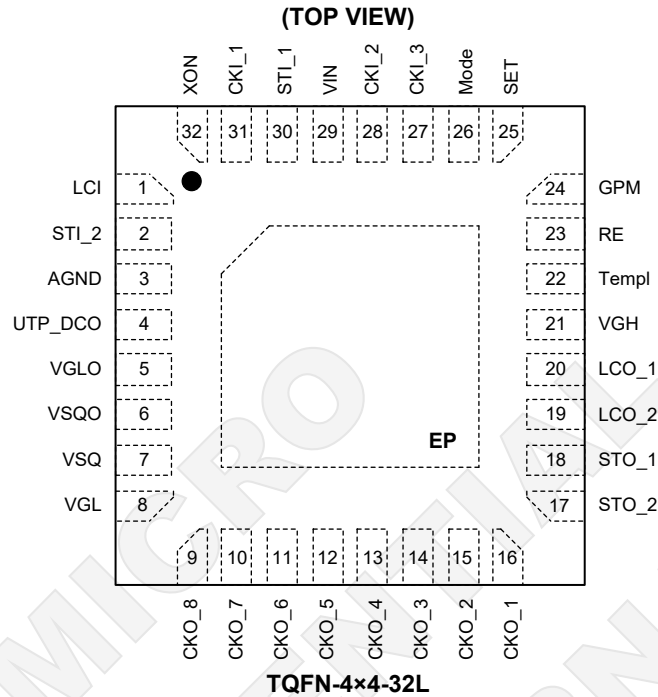 (TOP VIEW)
XON
CKI_1
STI_1
VIN
CKI_2
CKI_3
Mode
SET
32
31
30
29
28
27
26
25
LCI 1
24 GPM
STI_2 2
23 RE
AGND 3
22 Templ
UTP_DCO 4
21 VGH
VGLO 5
20 LCO_1
VSQO 6
19 LCO_2
VSQ 7
18 STO_1
VGL 8
17 STO_2
EP
9
10
11
12
13
14
15
16
CKO_8
CKO_7
CKO_6
CKO_5
CKO_4
CKO_3
CKO_2
CKO_1
TQFN-4×4-32L
MICRO